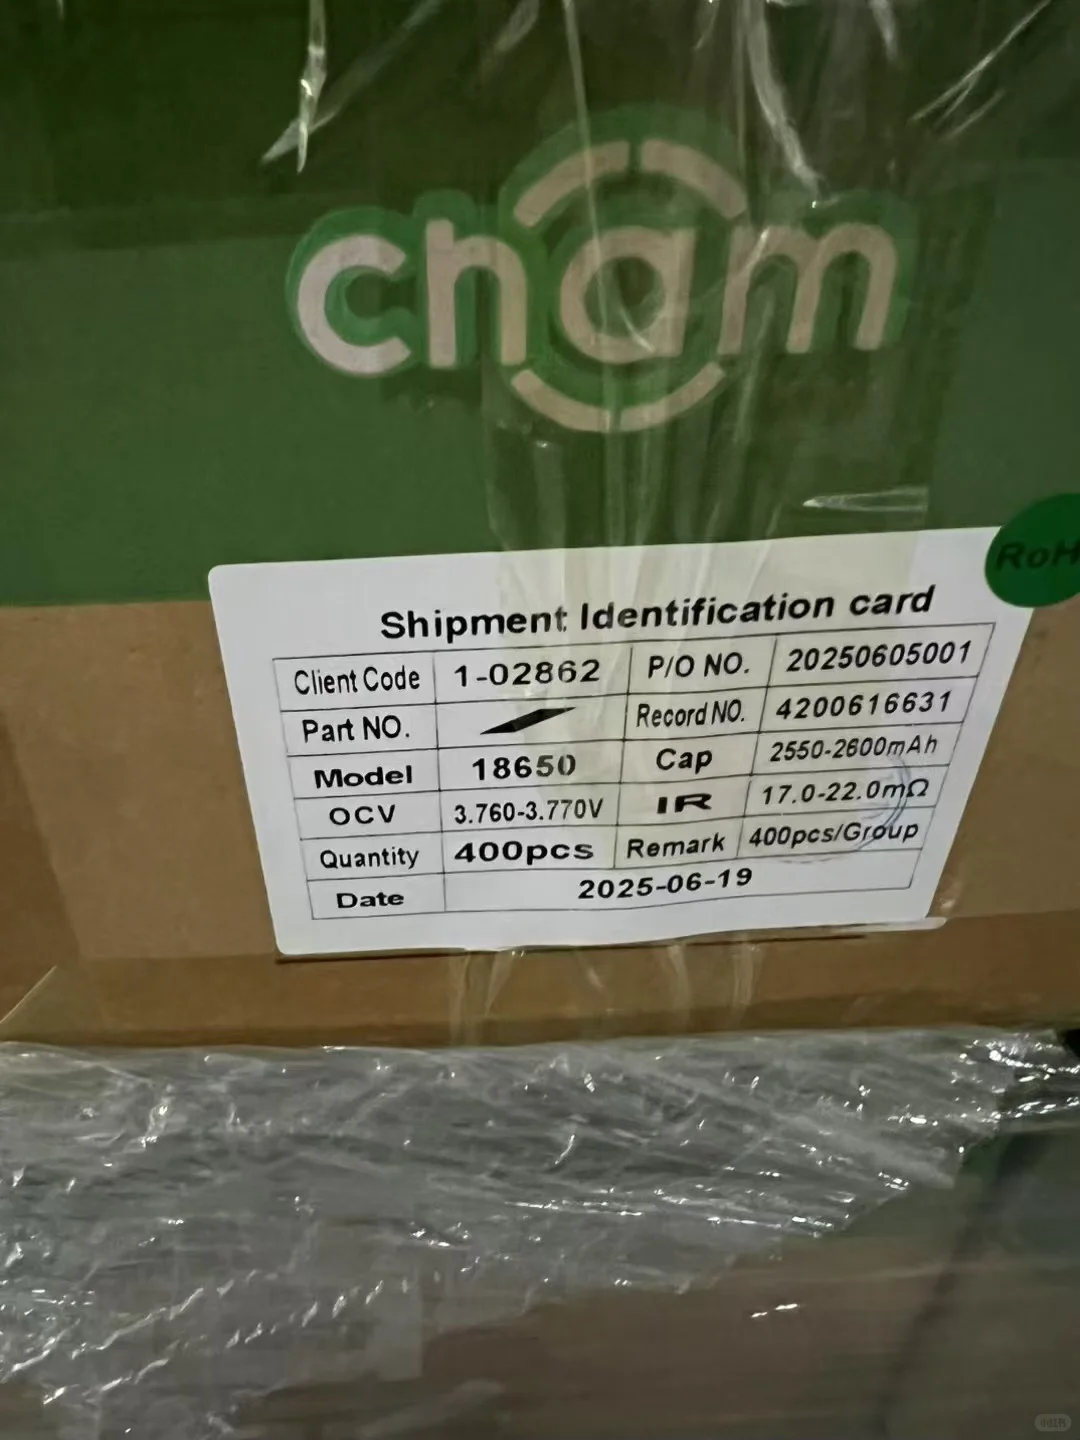 cham
RoH
Shipment Identification card
Client Code 1-02862 P/O NO. 20250605001
Part NO. Record NO. 4200616631
Model 18650 Cap 2550-2600mAh
OCV 3.760-3.770V IR 17.0-22.0mΩ
Quantity 400pcs Remark 400pcs/Group
Date 2025-06-19